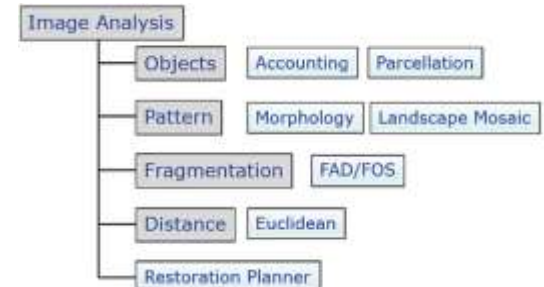 Image Analysis
Objects Accounting Parcellation
Pattern Morphology Landscape Mosaic
Fragmentation FAD/FOS
Distance Euclidean
Restoration Planner